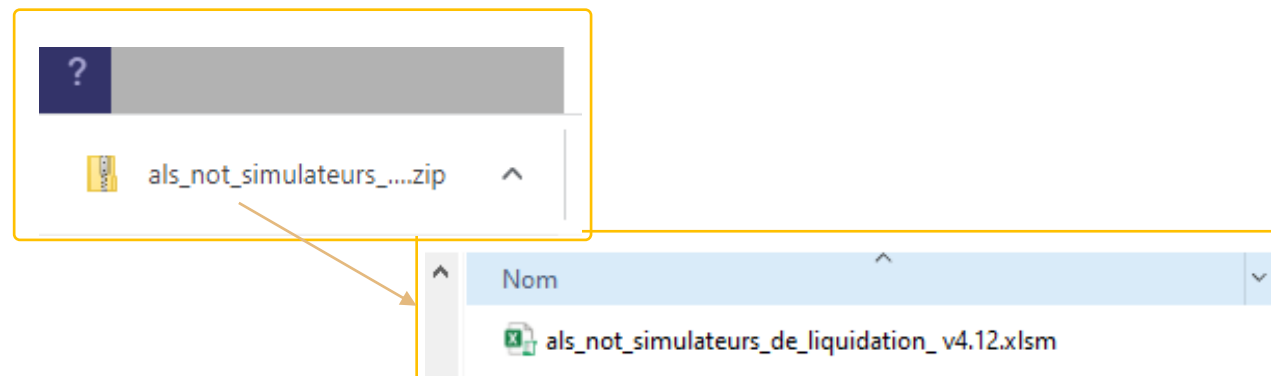 ?
als_not_simulateurs_....zip
Nom
als_not_simulateurs_de_liquidation_ v4.12.xlsm